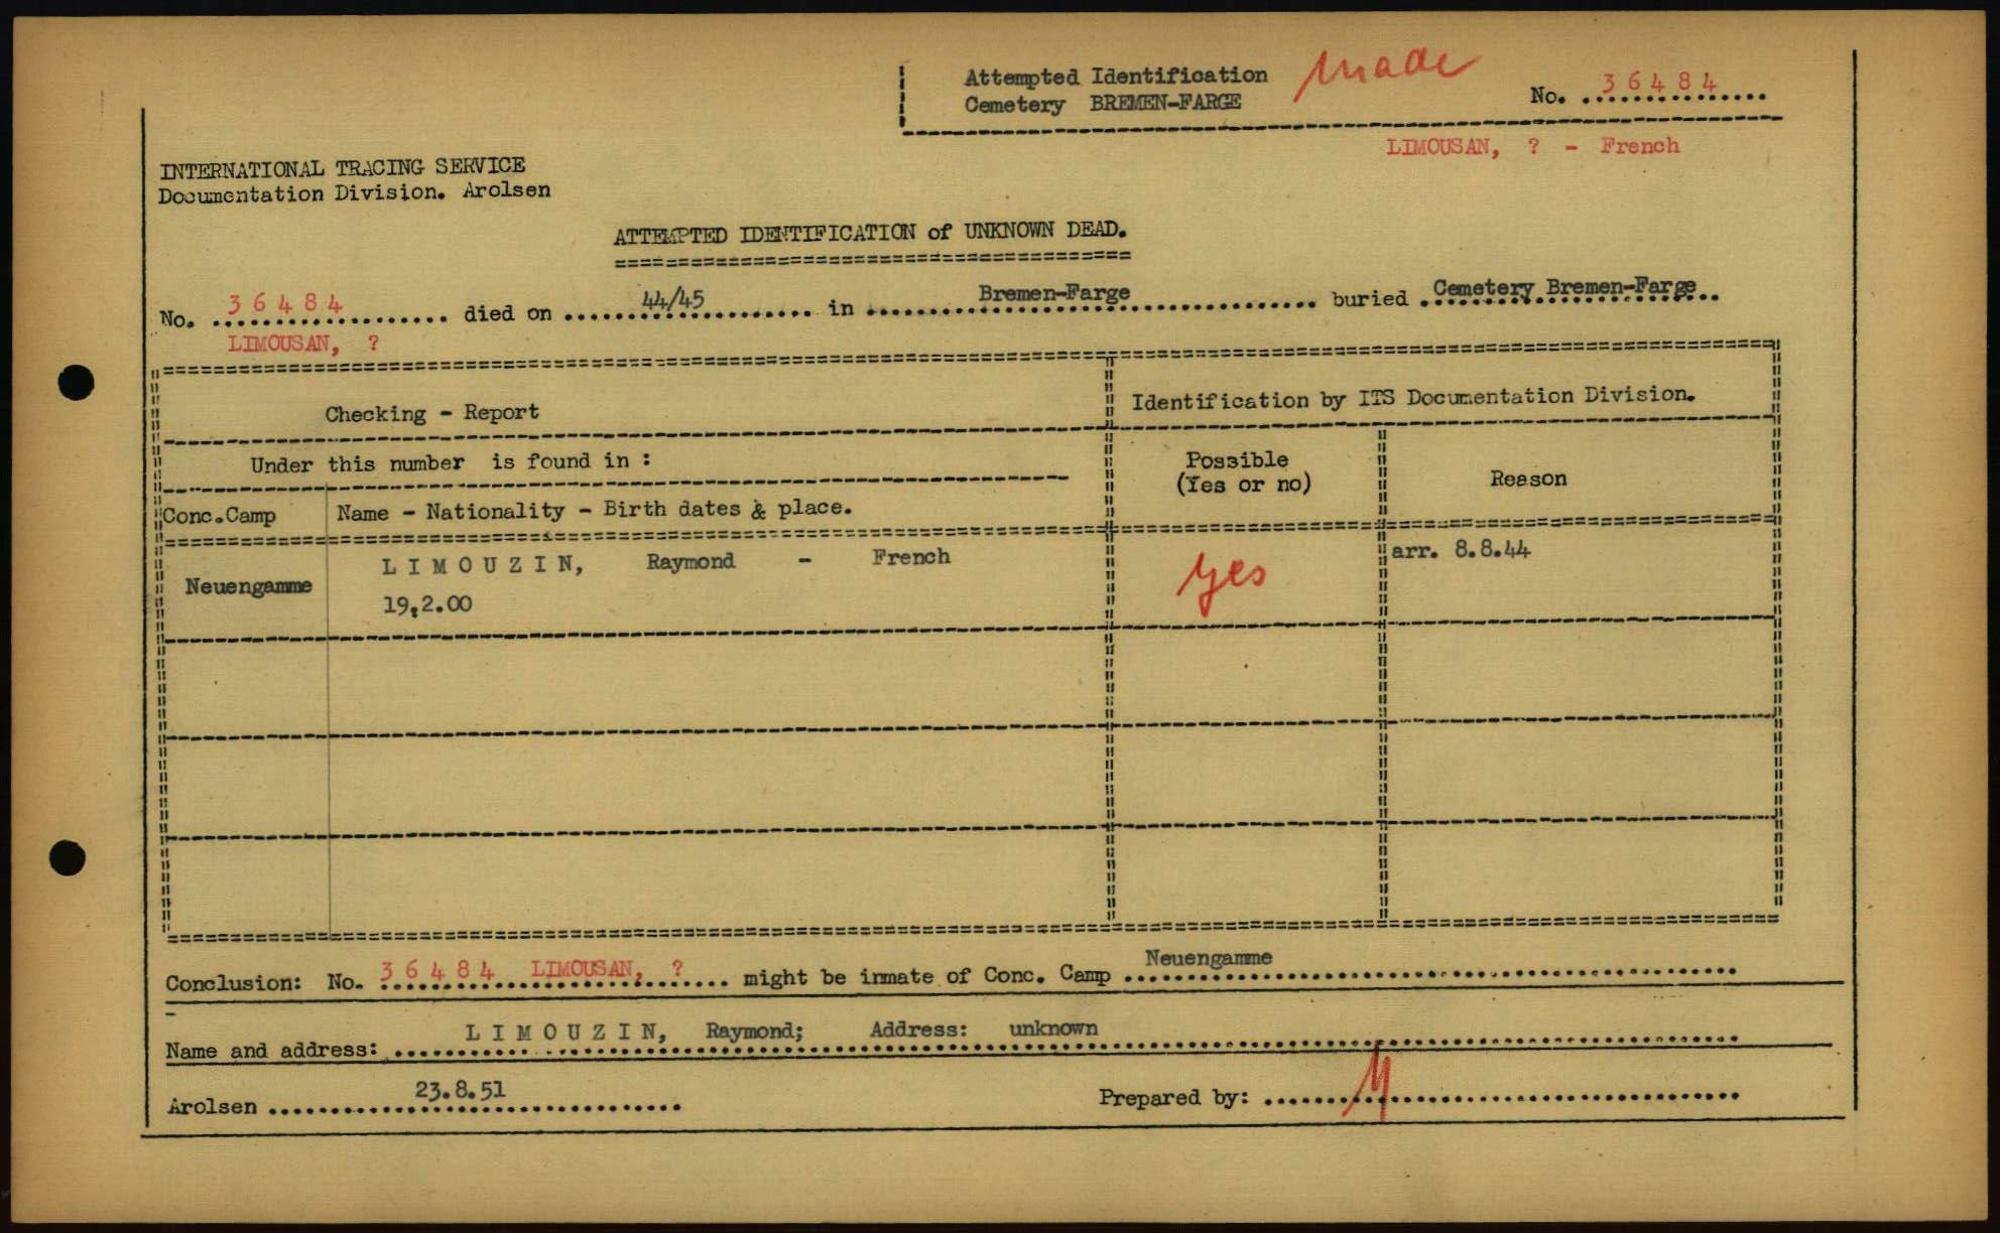 Attempted Identification made
Cemetery BREMEN-FARGE
No. 36484
LIMOUSAN, ? - French
INTERNATIONAL TRACING SERVICE
Documentation Division. Arolsen
ATTEMPTED IDENTIFICATION of UNKNOWN DEAD.
No. 36484 died on 44/45 in Bremen-Farge buried Cemetery Bremen-Farge
LIMOUSAN, ?
Checking - Report
Identification by ITS Documentation Division.
Under this number is found in :
Possible
(Yes or no)
Reason
Conc.Camp
Name - Nationality - Birth dates & place.
Neuengamme
LIMOUZIN, Raymond - French
19.2.00
yes
arr. 8.8.44
Conclusion: No. 36484 LIMOUSAN, ? might be inmate of Conc. Camp Neuengamme
Name and address: LIMOUZIN, Raymond; Address: unknown
Arolsen 23.8.51
Prepared by: